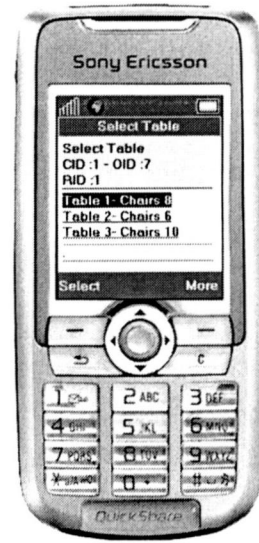 Sony Ericsson
Select Table
Select Table
CID :1 - OID :7
RID :1
Table 1- Chairs 8
Table 2- Chairs 6
Table 3- Chairs 10
Select More
C
1 2 ABC 3 DEF
4 GHI 5 JKL 6 MNO
7 PQRS 8 TUV 9 WXYZ
0 + #
QuickShare